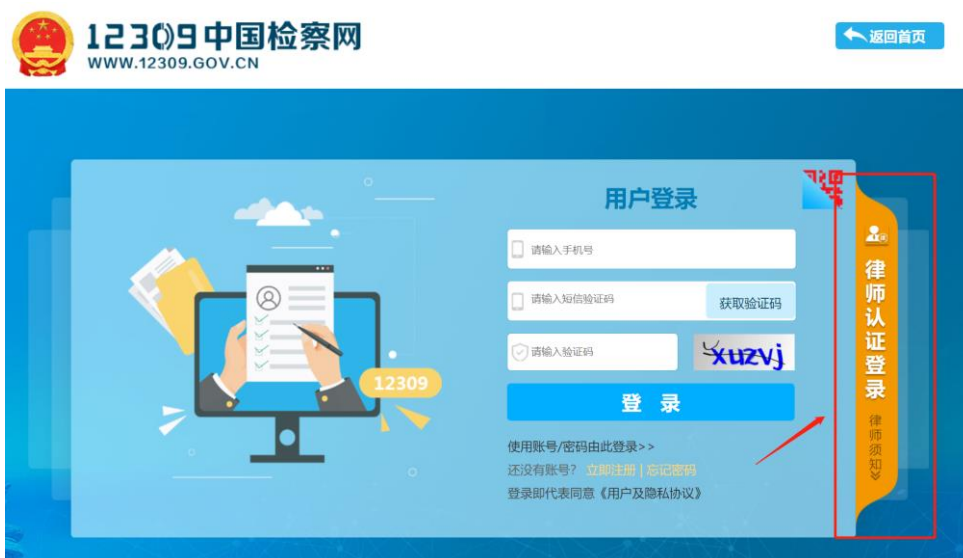 12309中国检察网
WWW.12309.GOV.CN
返回首页
用户登录
请输入手机号
请输入短信验证码
获取验证码
请输入验证码
xuzvj
登 录
使用账号/密码由此登录>>
还没有账号? 立即注册 | 忘记密码
登录即代表同意《用户及隐私协议》
12309
律师认证登录
律师须知